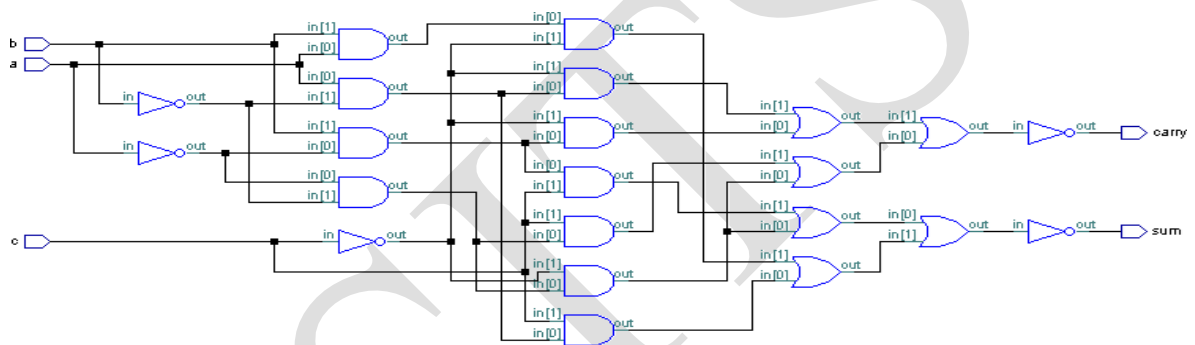 in[0] out
in[1] out in[1]
b in[0]
a
in[0] out in[1] out
in out in[1] in[0]
in[1] out in[1]
in[1] out in[1] out in[0] out in[0] out in out carry
in out in[0] in[0]
in[0] out in[1] out
in[0] out in[1] in[0]
in[1]
in[1] out in[1] out in[0] out in out sum
c in out in[0] in[0] in[1]
in[1] out in[1] out
in[0] in[0]
in[1] out
in[0]